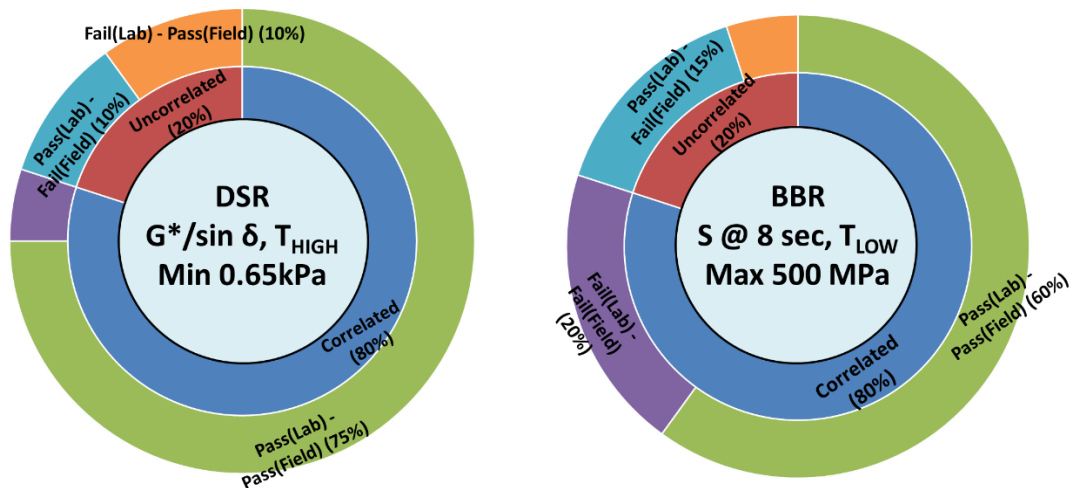 Fail(Lab) - Pass(Field) (10%)
Pass(Lab) -
Fail(Field) (10%)
Uncorrelated
(20%)
DSR
G*/sin δ, THIGH
Min 0.65kPa
Correlated
(80%)
Pass(Lab) -
Pass(Field) (75%)
Pass(Lab) -
Fail(Field) (15%)
Uncorrelated
(20%)
BBR
S @ 8 sec, TLOW
Max 500 MPa
Fail(Lab) -
Fail(Field)
(20%)
Pass(Lab) -
Pass(Field) (60%)
Correlated
(80%)